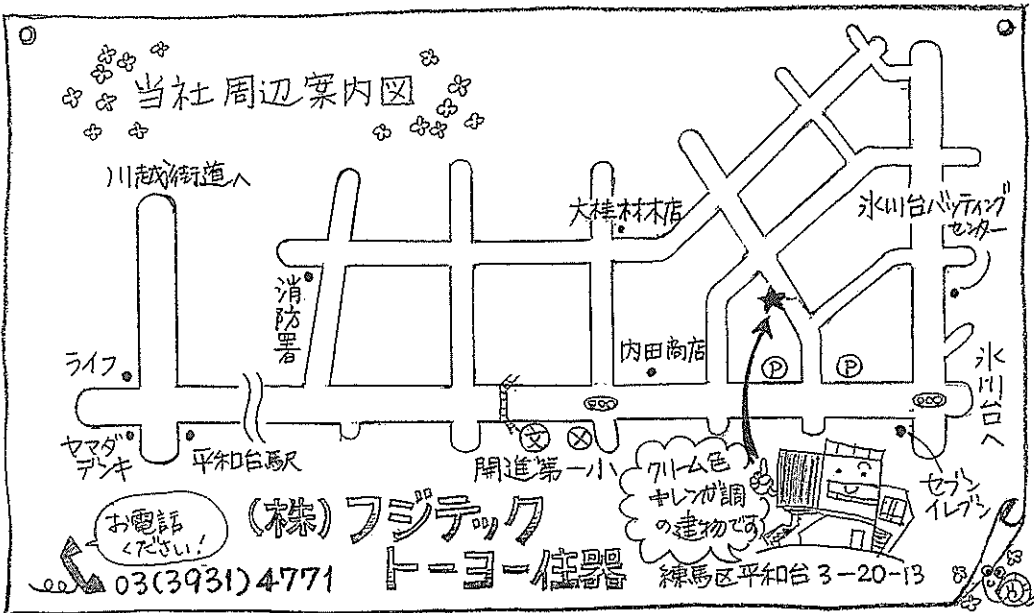 当社周辺案内図
川越街道へ
大桂材木店
氷川台バッティング
センター
消防署
内田商店
ライフ
P
P
氷川台へ
ヤマダ
デンキ
平和台駅
文
開進第一小
クリーム色
キレンガ調
の建物です
セブン
イレブン
お電話
ください!
(株)フジテック
トーヨー住器
03(3931)4771
練馬区平和台3-20-13